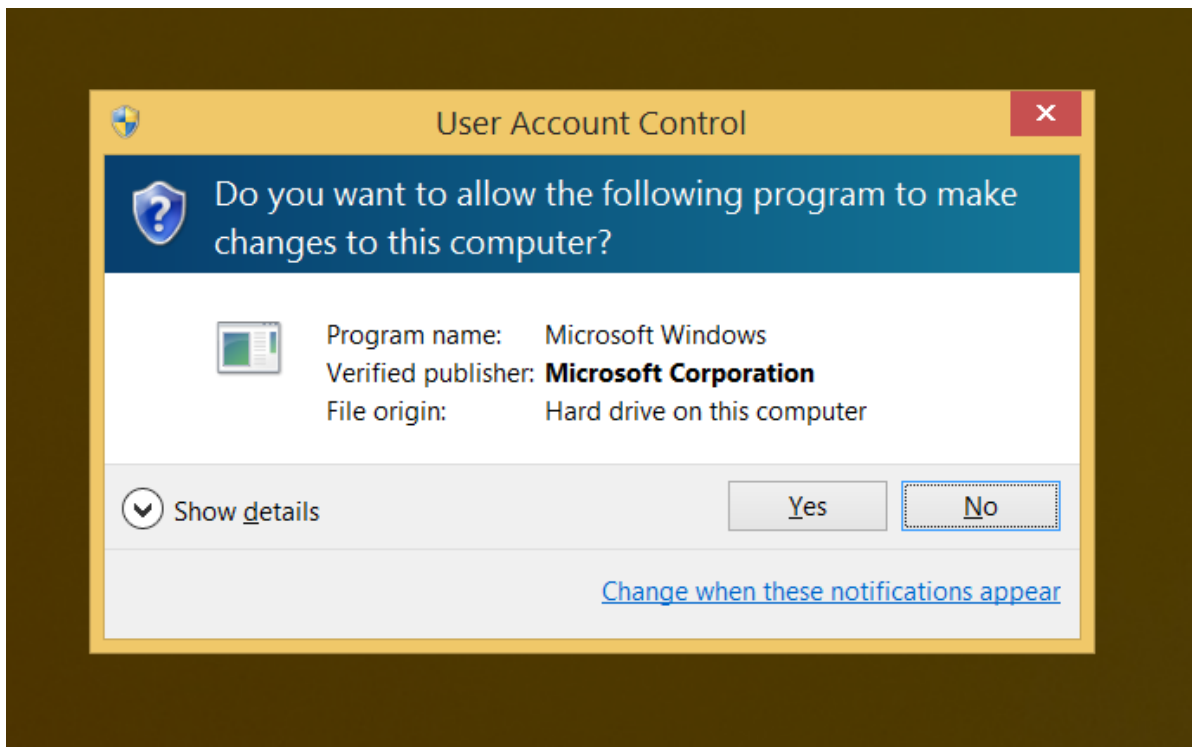 User Account Control
Do you want to allow the following program to make
changes to this computer?
Program name: Microsoft Windows
Verified publisher: Microsoft Corporation
File origin: Hard drive on this computer
Show details
Yes
No
Change when these notifications appear